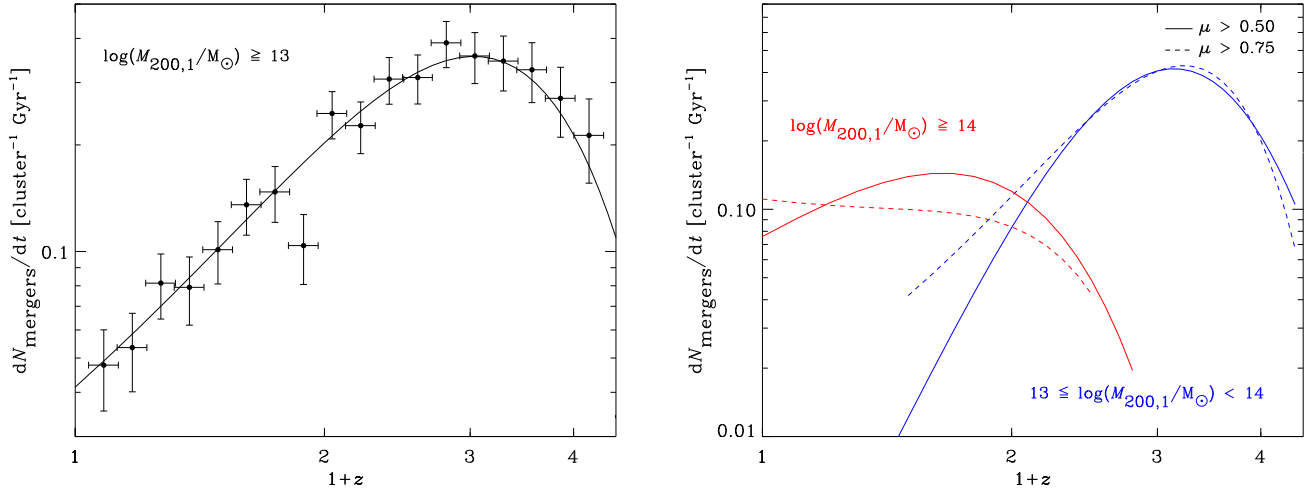 log(M200,1/M☉) ≧ 13
dNmergers/dt [cluster⁻¹ Gyr⁻¹]
0.1
1 2 3 4
1+z
μ > 0.50
μ > 0.75
log(M200,1/M☉) ≧ 14
13 ≦ log(M200,1/M☉) < 14
dNmergers/dt [cluster⁻¹ Gyr⁻¹]
0.10
0.01
1 2 3 4
1+z